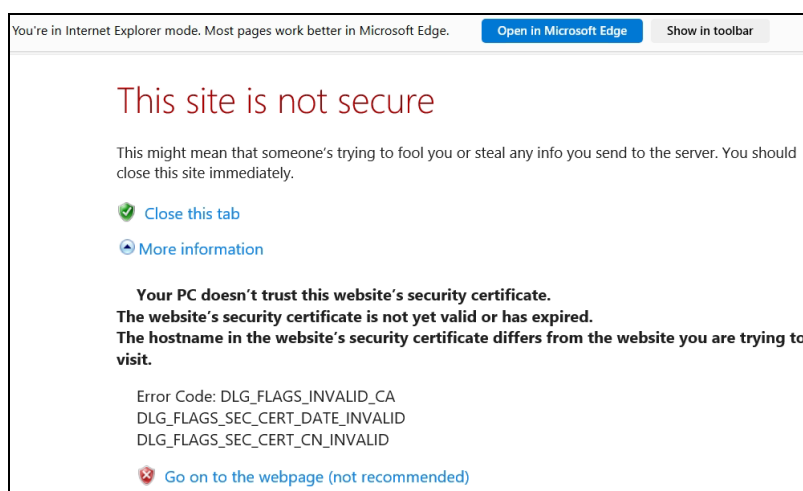 You're in Internet Explorer mode. Most pages work better in Microsoft Edge. Open in Microsoft Edge Show in toolbar
This site is not secure
This might mean that someone's trying to fool you or steal any info you send to the server. You should
close this site immediately.
Close this tab
More information
Your PC doesn't trust this website's security certificate.
The website's security certificate is not yet valid or has expired.
The hostname in the website's security certificate differs from the website you are trying to
visit.
Error Code: DLG_FLAGS_INVALID_CA
DLG_FLAGS_SEC_CERT_DATE_INVALID
DLG_FLAGS_SEC_CERT_CN_INVALID
Go on to the webpage (not recommended)